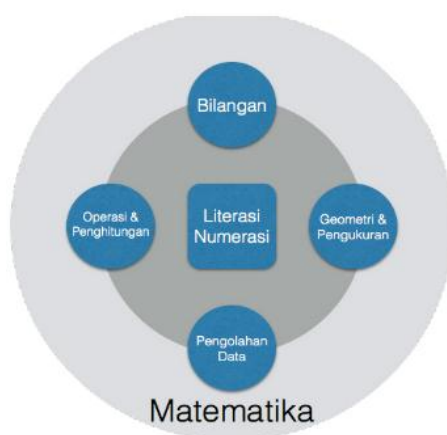 Bilangan
Operasi &
Penghitungan
Literasi
Numerasi
Geometri &
Pengukuran
Pengolahan
Data
Matematika